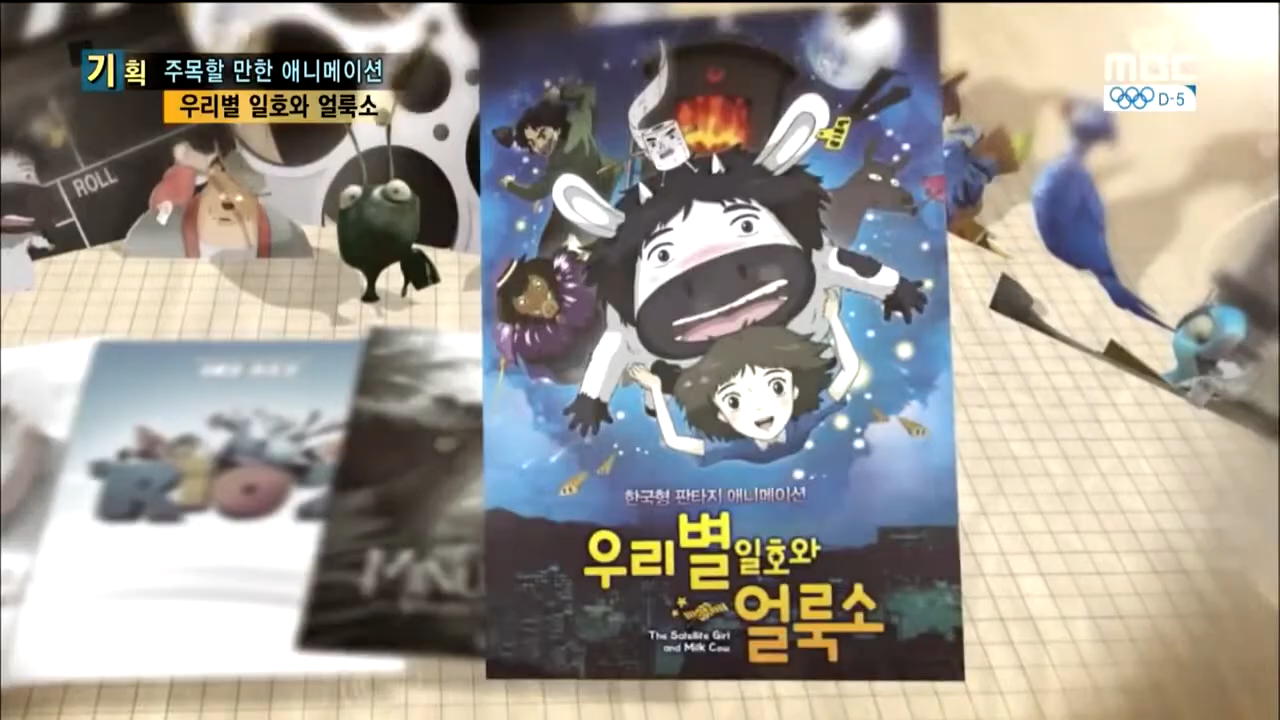 기획 주목할 만한 애니메이션
우리별 일호와 얼룩소
MBC
D-5
ROLL
RIO
한국형 판타지 애니메이션
우리별 일호와
얼룩소
The Satellite Girl
and Milk Cow